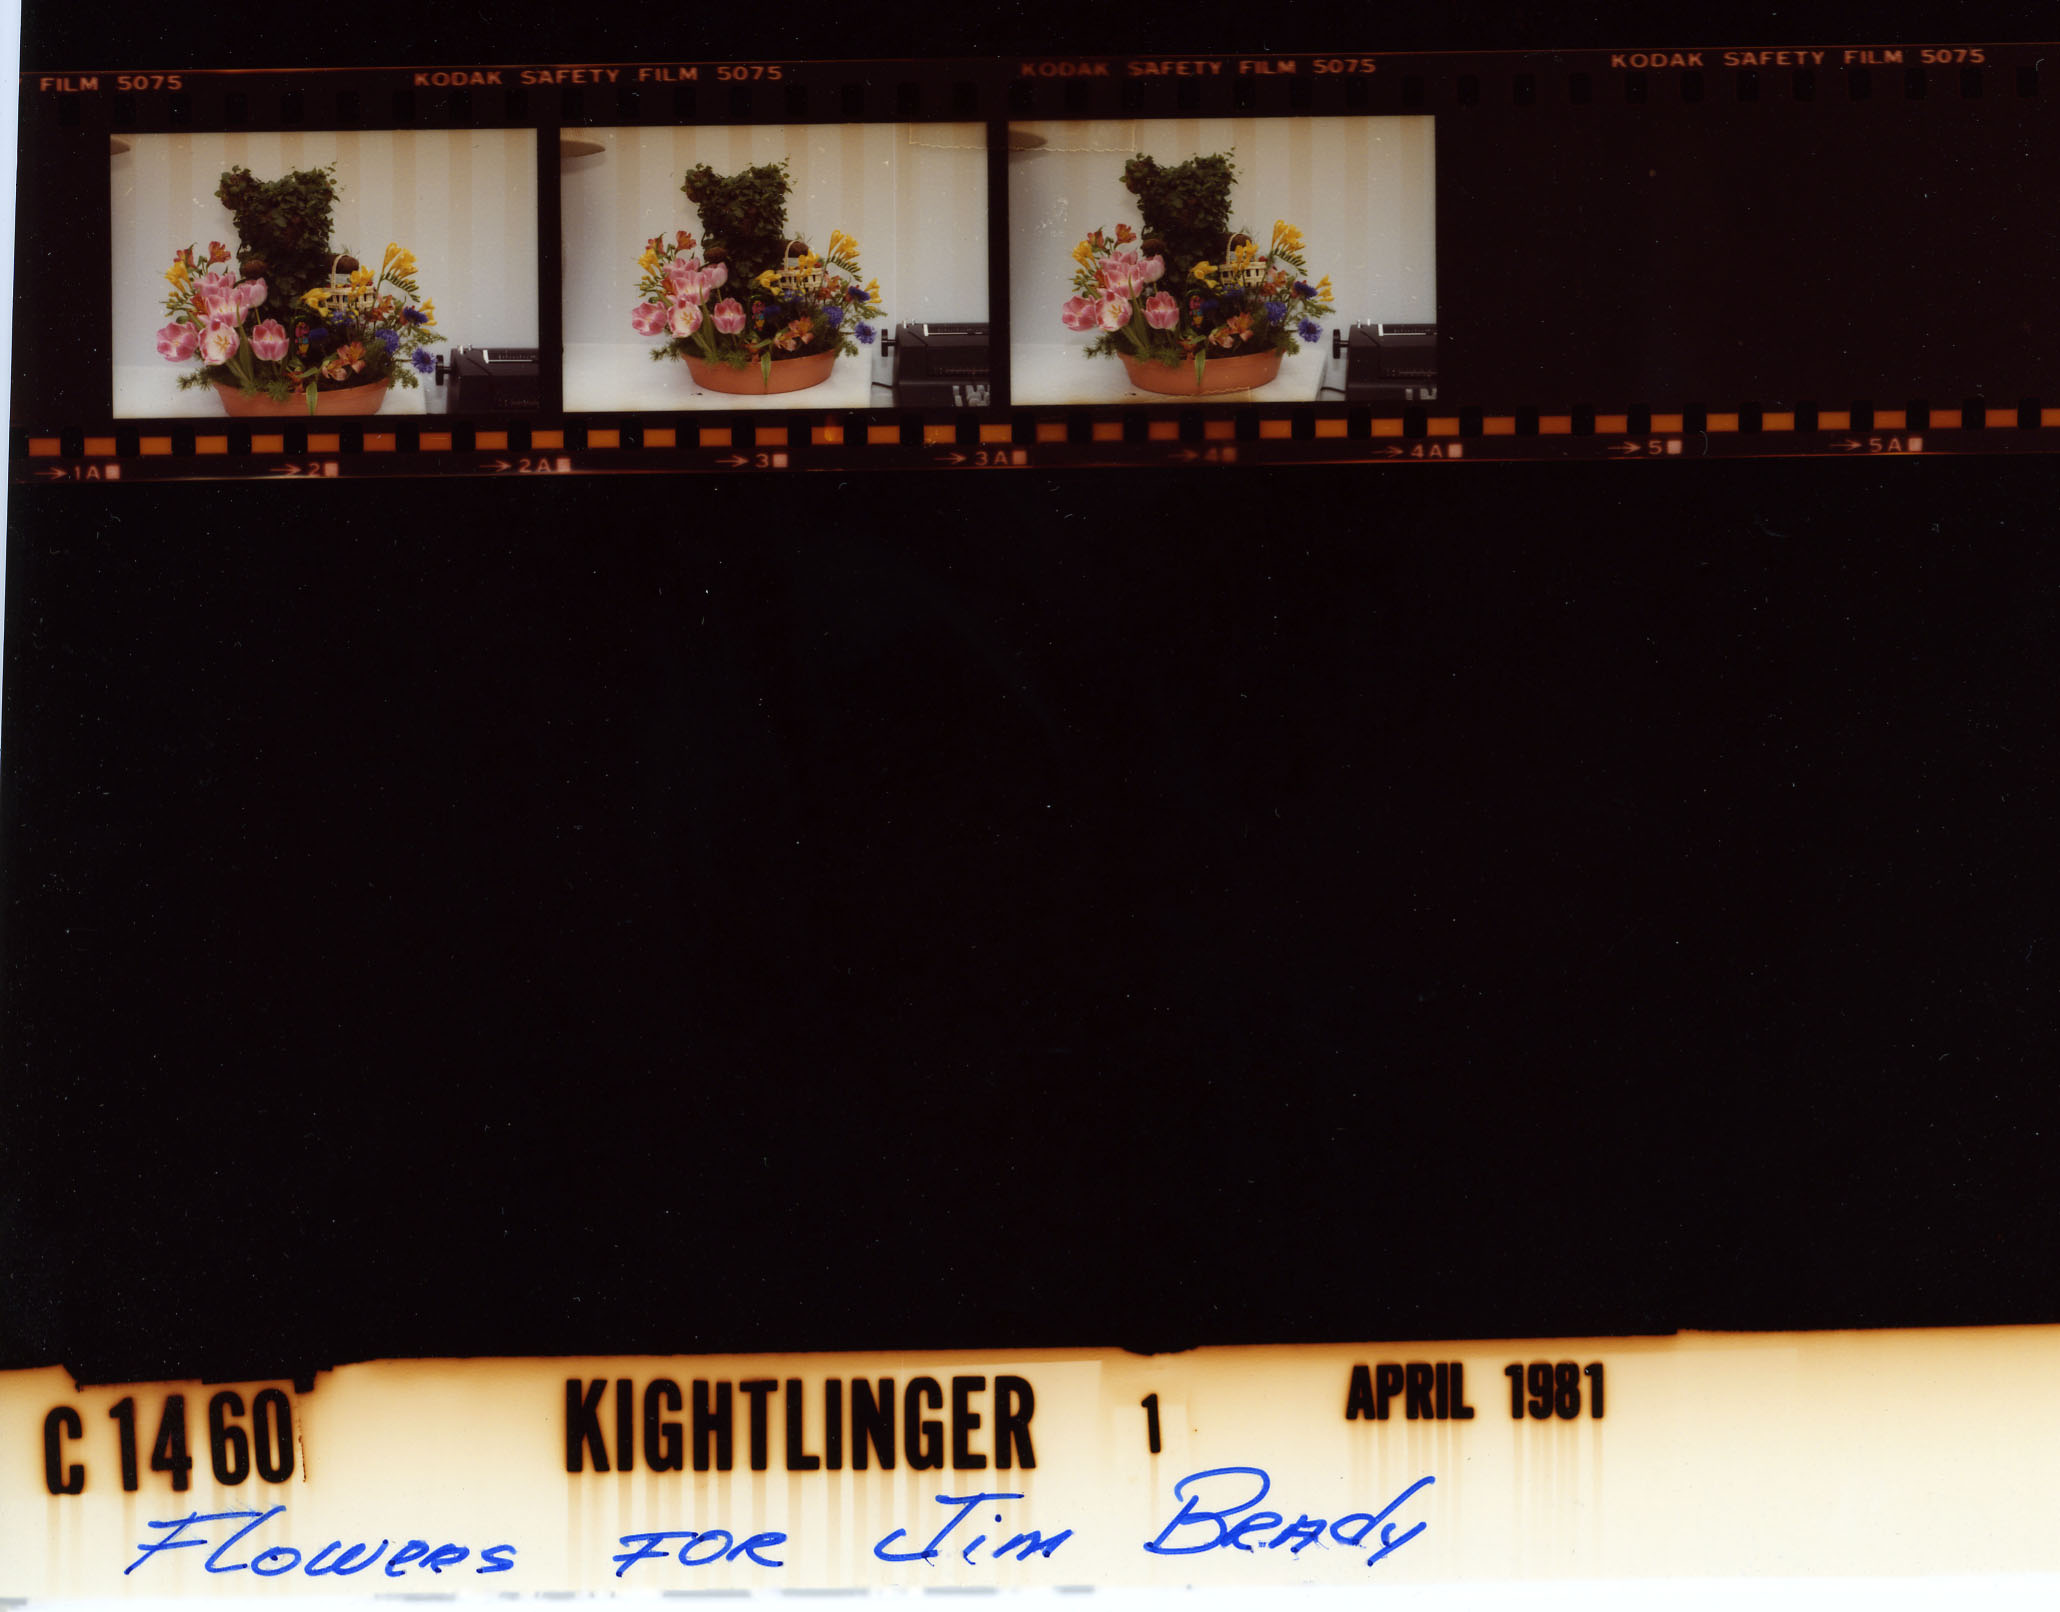 FILM 5075 KODAK SAFETY FILM 5075 KODAK SAFETY FILM 5075 KODAK SAFETY FILM 5075
→1A →2 →2A →3 →3A →4 →4A →5 →5A
C1460 KIGHTLINGER 1 APRIL 1981
Flowers FOR Jim Brady